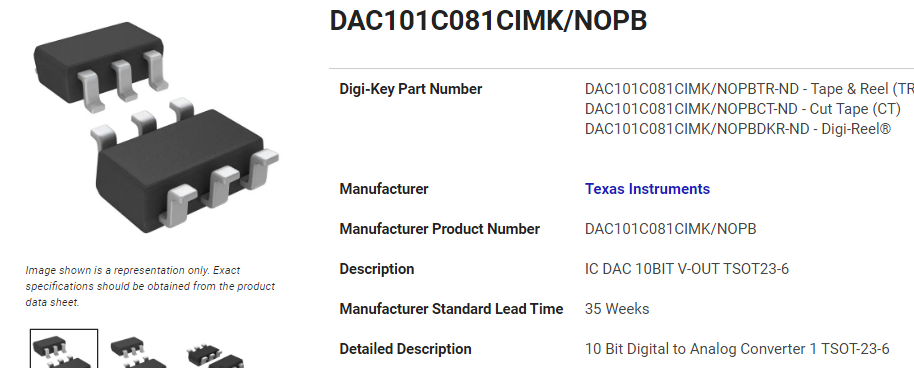 DAC101C081CIMK/NOPB
Digi-Key Part Number
DAC101C081CIMK/NOPBTR-ND - Tape & Reel (TR
DAC101C081CIMK/NOPBCT-ND - Cut Tape (CT)
DAC101C081CIMK/NOPBDKR-ND - Digi-Reel®
Manufacturer
Texas Instruments
Manufacturer Product Number
DAC101C081CIMK/NOPB
Description
IC DAC 10BIT V-OUT TSOT23-6
Manufacturer Standard Lead Time
35 Weeks
Detailed Description
10 Bit Digital to Analog Converter 1 TSOT-23-6
Image shown is a representation only. Exact
specifications should be obtained from the product
data sheet.